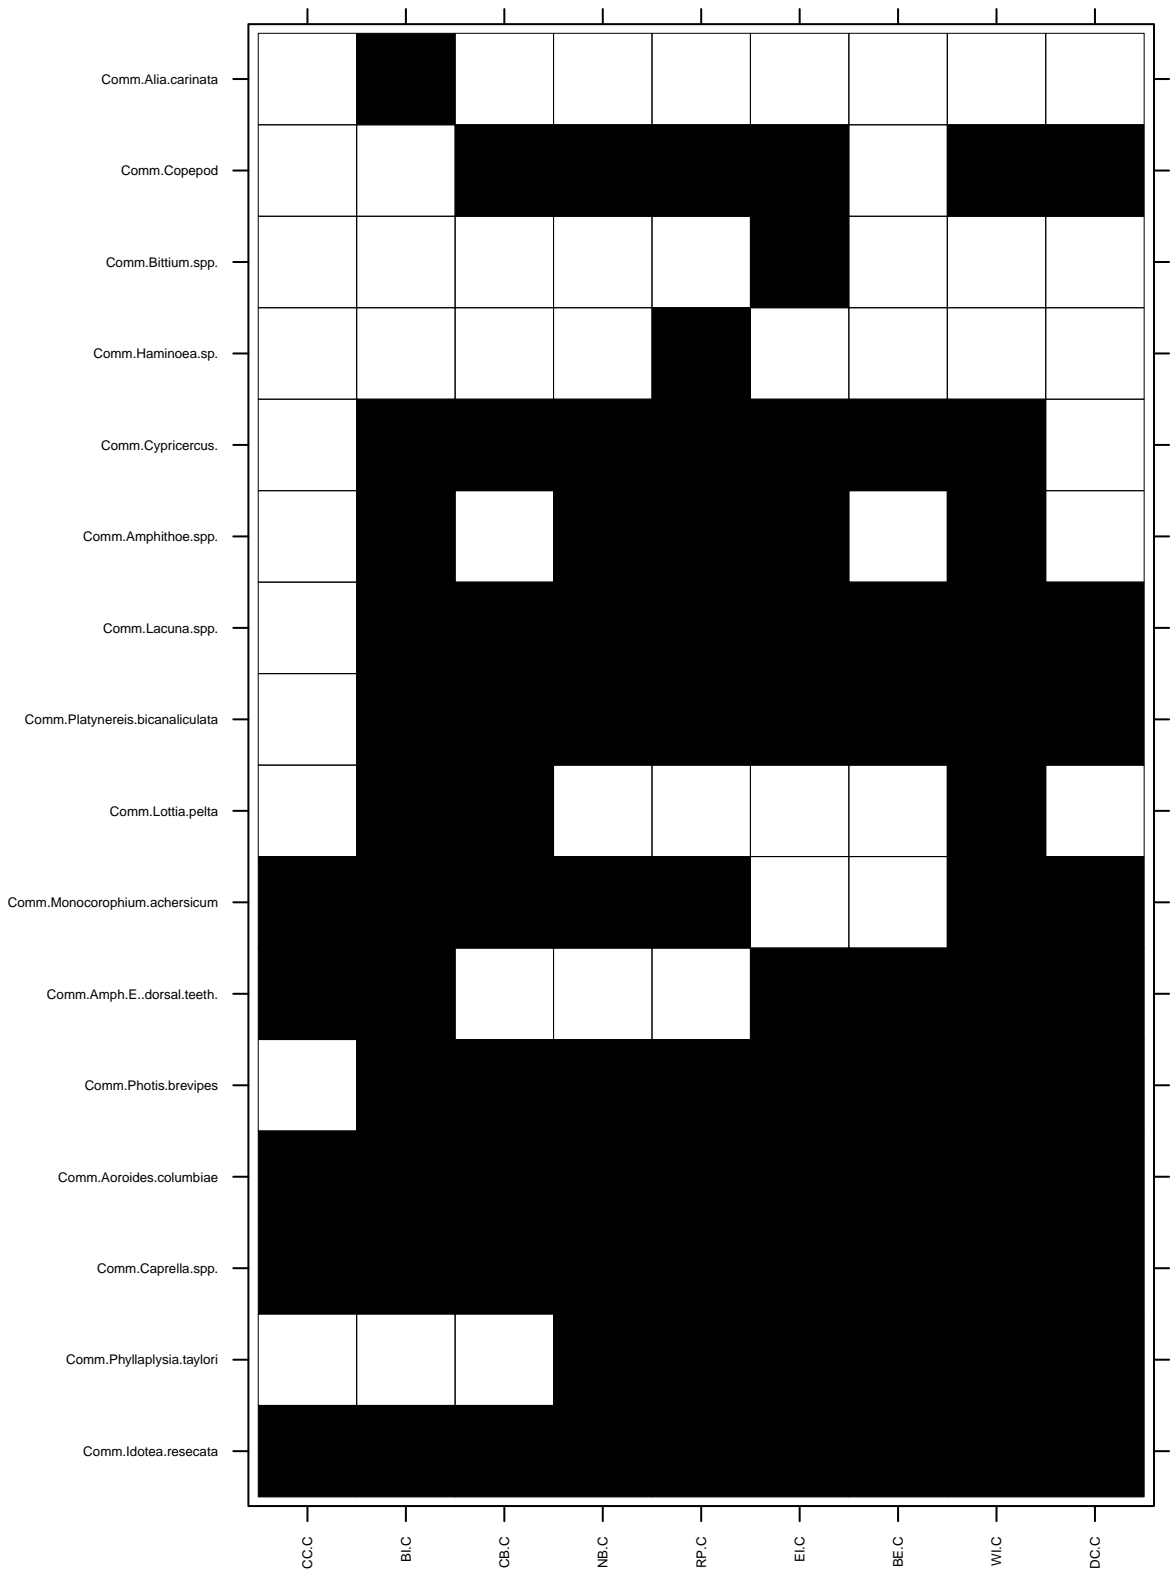 Comm.Alia.carinata
Comm.Copepod
Comm.Bittium.spp.
Comm.Haminoea.sp.
Comm.Cypricercus.
Comm.Amphithoe.spp.
Comm.Lacuna.spp.
Comm.Platynereis.bicanaliculata
Comm.Lottia.pelta
Comm.Monocorophium.achersicum
Comm.Amph.E..dorsal.teeth.
Comm.Photis.brevipes
Comm.Aoroides.columbiae
Comm.Caprella.spp.
Comm.Phyllaplysia.taylori
Comm.Idotea.resecata
CC.C
BI.C
CB.C
NB.C
RP.C
EI.C
BE.C
WI.C
DC.C